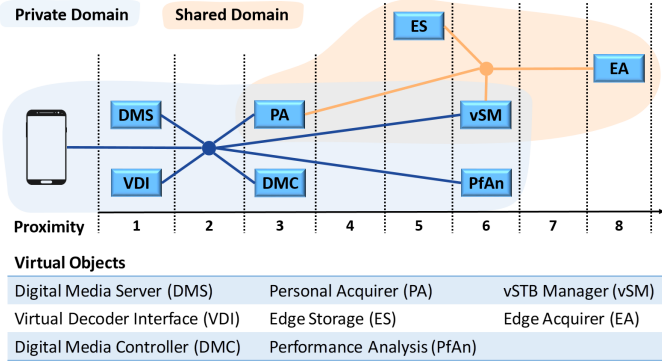 Private Domain
Shared Domain
ES
EA
DMS
PA
vSM
VDI
DMC
PfAn
Proximity 1 2 3 4 5 6 7 8
Virtual Objects
Digital Media Server (DMS) Personal Acquirer (PA) vSTB Manager (vSM)
Virtual Decoder Interface (VDI) Edge Storage (ES) Edge Acquirer (EA)
Digital Media Controller (DMC) Performance Analysis (PfAn)